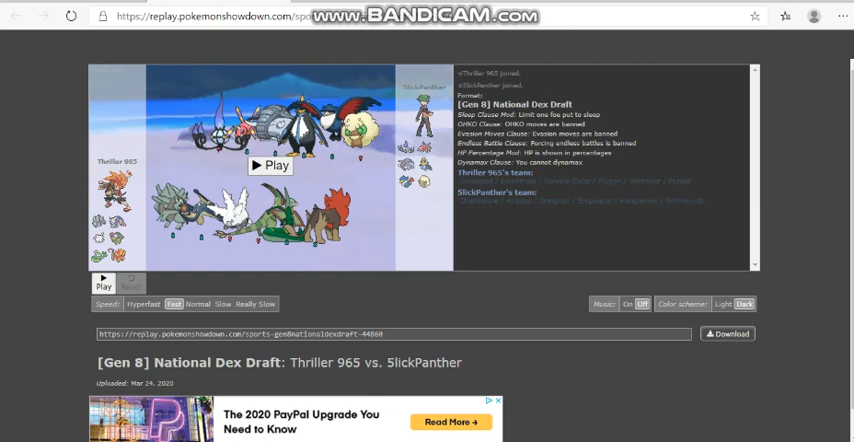 https://replay.pokemonshowdown.com/spo
WWW.BANDICAM.COM
Thriller 965 joined.
5lickPanther joined.
Format:
[Gen 8] National Dex Draft
Sleep Clause Mod: Limit one foe put to sleep
OHKO Clause: OHKO moves are banned
Evasion Moves Clause: Evasion moves are banned
Endless Battle Clause: Forcing endless battles is banned
HP Percentage Mod: HP is shown in percentages
Dynamax Clause: You cannot dynamax
Thriller 965's team:
5lickPanther's team:
5lickPanther
Thriller 965
Play
Play
Reset
Speed: Hyperfast Fast Normal Slow Really Slow
Music: On Off
Color scheme: Light Dark
https://replay.pokemonshowdown.com/sports-gen8nationaldexdraft-44860
Download
[Gen 8] National Dex Draft: Thriller 965 vs. 5lickPanther
Uploaded: Mar 24, 2020
The 2020 PayPal Upgrade You
Need to Know
Read More →